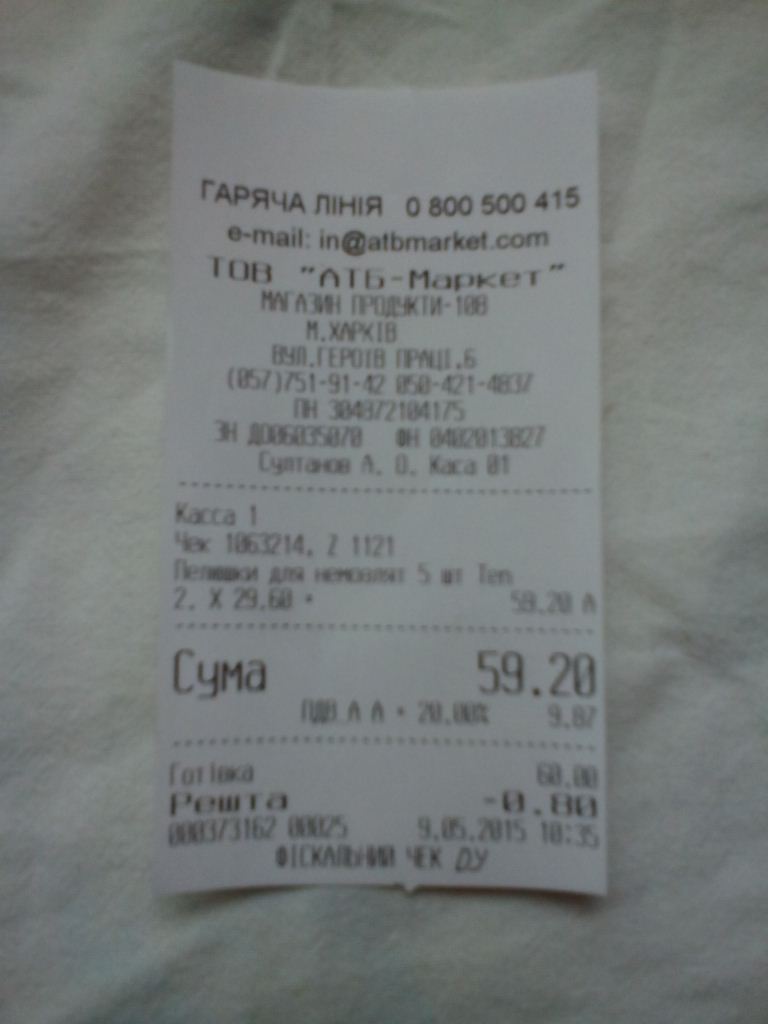 ГАРЯЧА ЛІНІЯ 0 800 500 415
e-mail: in@atbmarket.com
ТОВ "АТБ-Маркет"
МАГАЗИН ПРОДУКТИ-108
М.ХАРКІВ
ВУЛ.ГЕРОЇВ ПРАЦІ.6
(057)751-91-42 050-421-4837
ПН 304872104175
ЗН ДО06035070 ФН 0402013827
Султанов А. О. Каса 01
Касса 1
Чек 1063214. Z 1121
Пелюшки для немовлят 5 шт Теп
2. X 29.60 * 59.20 А
Сума 59.20
ПДВ А А * 20.00% 9.87
Готівка 60.00
Решта -0.80
000373162 00025 9.05.2015 10:35
ФІСКАЛЬНИЙ ЧЕК ДУ